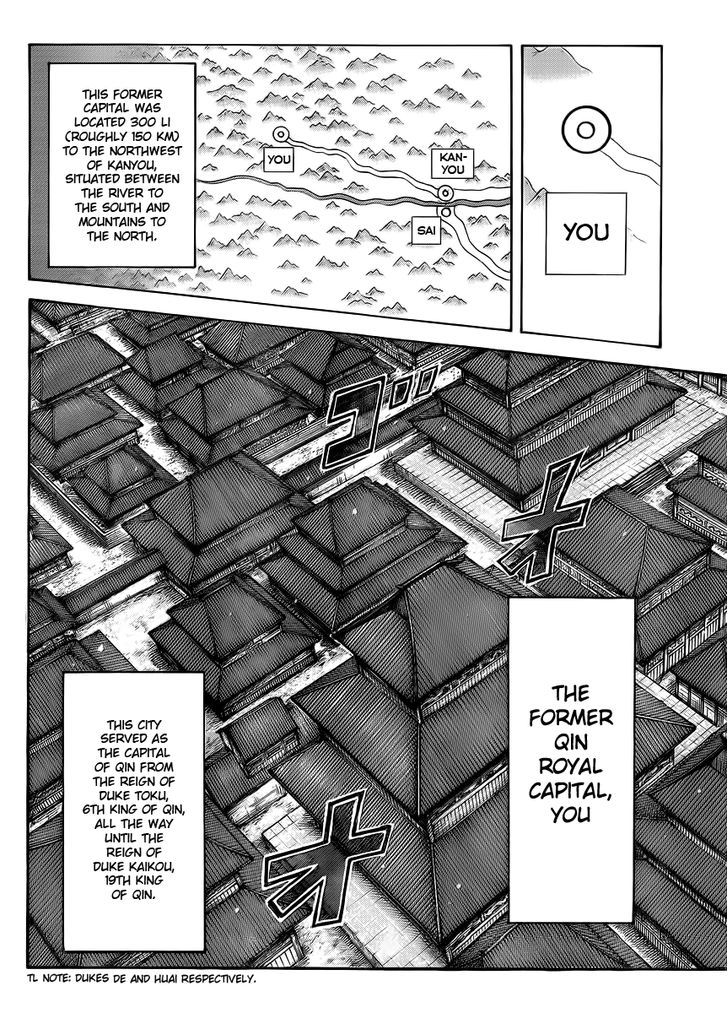 THIS FORMER
CAPITAL WAS
LOCATED 300 LI
(ROUGHLY 150 KM)
TO THE NORTHWEST
OF KANYOU,
SITUATED BETWEEN
THE RIVER TO
THE SOUTH AND
MOUNTAINS TO
THE NORTH.
YOU
KAN-
YOU
SAI
YOU
ゴ
オ
オ
THE
FORMER
QIN
ROYAL
CAPITAL,
YOU
THIS CITY
SERVED AS
THE CAPITAL
OF QIN FROM
THE REIGN OF
DUKE TOKU,
6TH KING OF QIN,
ALL THE WAY
UNTIL THE
REIGN OF
DUKE KAIKOU,
19TH KING
OF QIN.
TL NOTE: DUKES DE AND HUAI RESPECTIVELY.